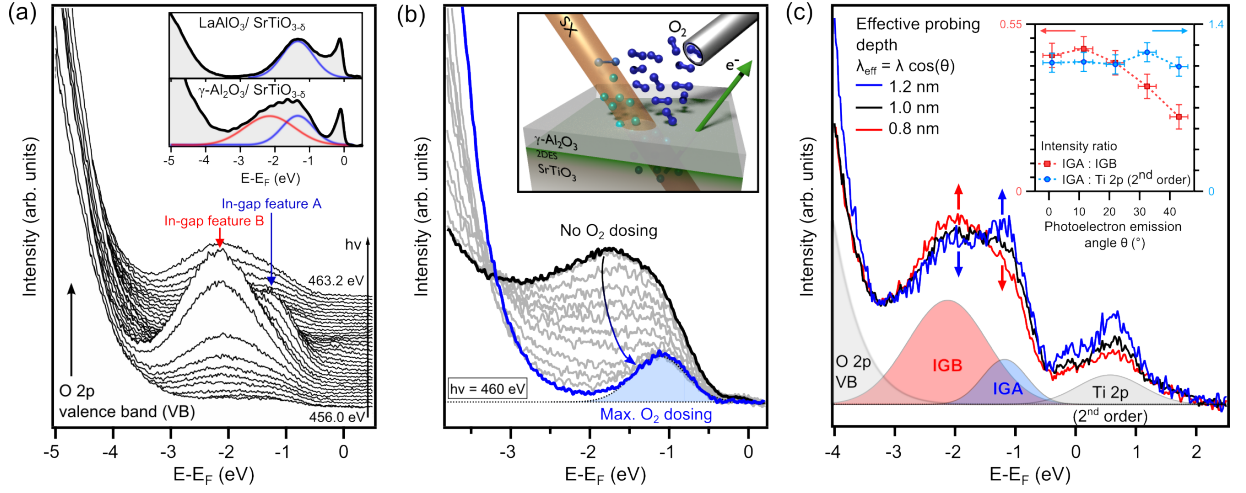 (a)
LaAlO3/ SrTiO3-δ
γ-Al2O3/ SrTiO3-δ
-5 -4 -3 -2 -1 0
E-EF (eV)
In-gap feature A
In-gap feature B
hν
463.2 eV
O 2p
valence band (VB)
456.0 eV
Intensity (arb. units)
-5 -4 -3 -2 -1 0
E-EF (eV)
(b)
SX
O2
e-
γ-Al2O3
2DES
SrTiO3
No O2 dosing
hν = 460 eV
Max. O2 dosing
Intensity (arb. units)
-3 -2 -1 0
E-EF (eV)
(c)
Effective probing
depth
λeff = λ cos(θ)
1.2 nm
1.0 nm
0.8 nm
0.55
1.4
Intensity ratio
IGA : IGB
IGA : Ti 2p (2nd order)
0
0
0 10 20 30 40
Photoelectron emission
angle θ (°)
O 2p
VB
IGB
IGA
Ti 2p
(2nd order)
Intensity (arb. units)
-4 -3 -2 -1 0 1 2
E-EF (eV)